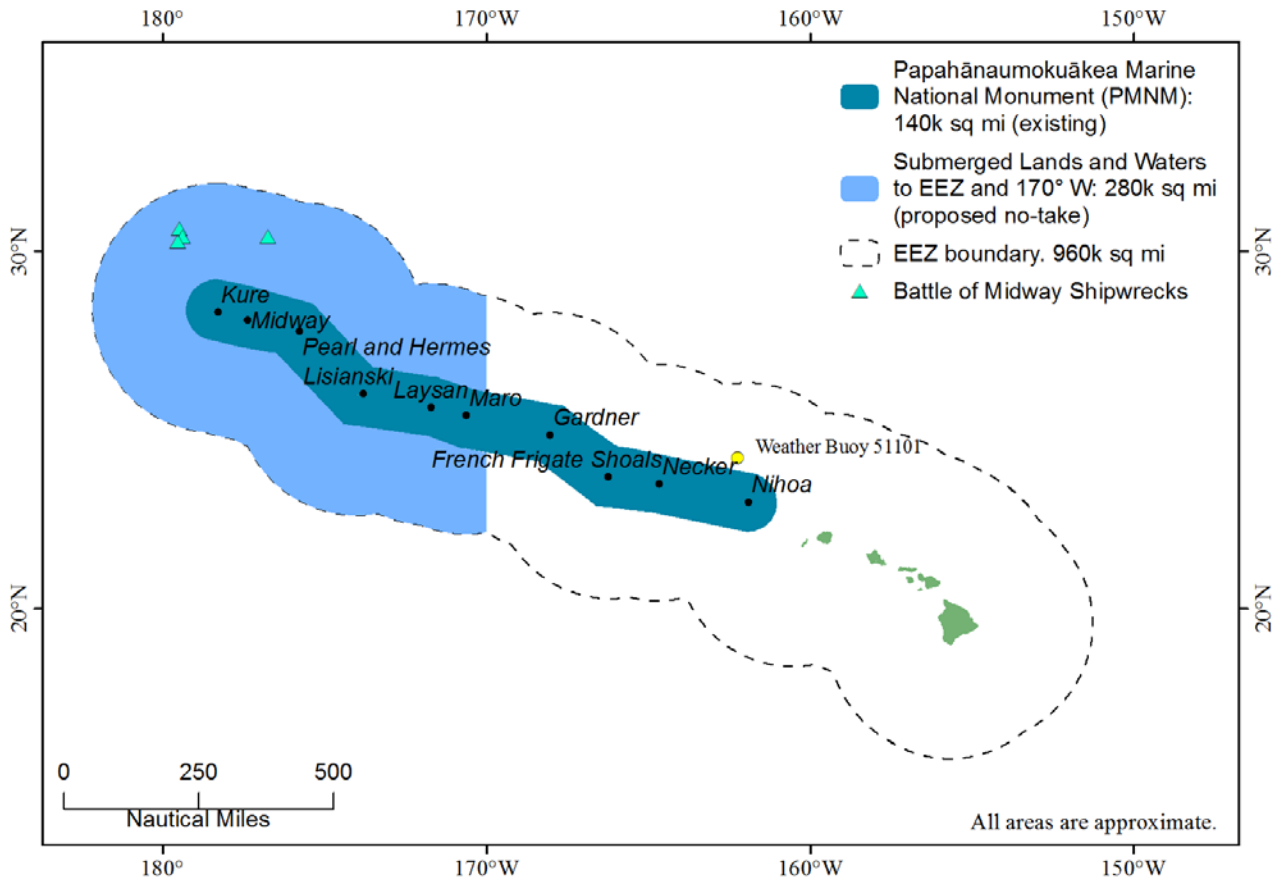 180°
170°W
160°W
150°W
Papahānaumokuākea Marine
National Monument (PMNM):
140k sq mi (existing)
Submerged Lands and Waters
to EEZ and 170° W: 280k sq mi
(proposed no-take)
EEZ boundary. 960k sq mi
Battle of Midway Shipwrecks
30°N
30°N
Kure
Midway
Pearl and Hermes
Lisianski
Laysan
Maro
Gardner
Weather Buoy 51101
French Frigate Shoals
Necker
Nihoa
20°N
20°N
0 250 500
Nautical Miles
All areas are approximate.
180°
170°W
160°W
150°W